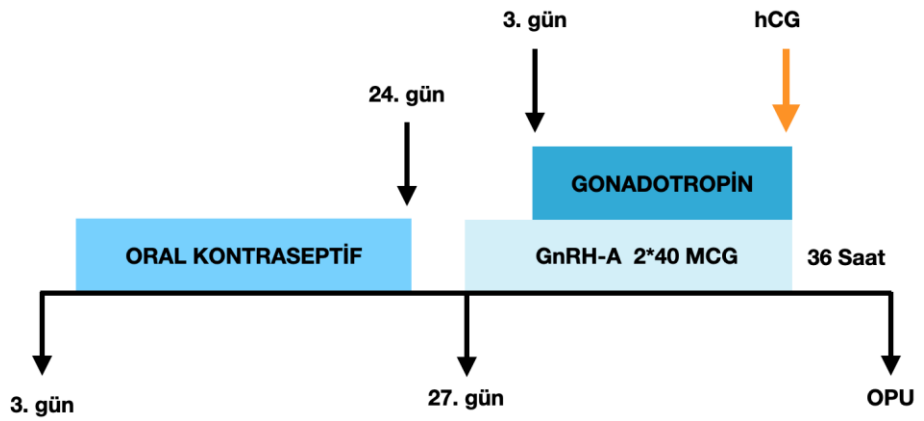 3. gün
hCG
24. gün
GONADOTROPİN
ORAL KONTRASEPTİF
GnRH-A 2*40 MCG
36 Saat
3. gün
27. gün
OPU